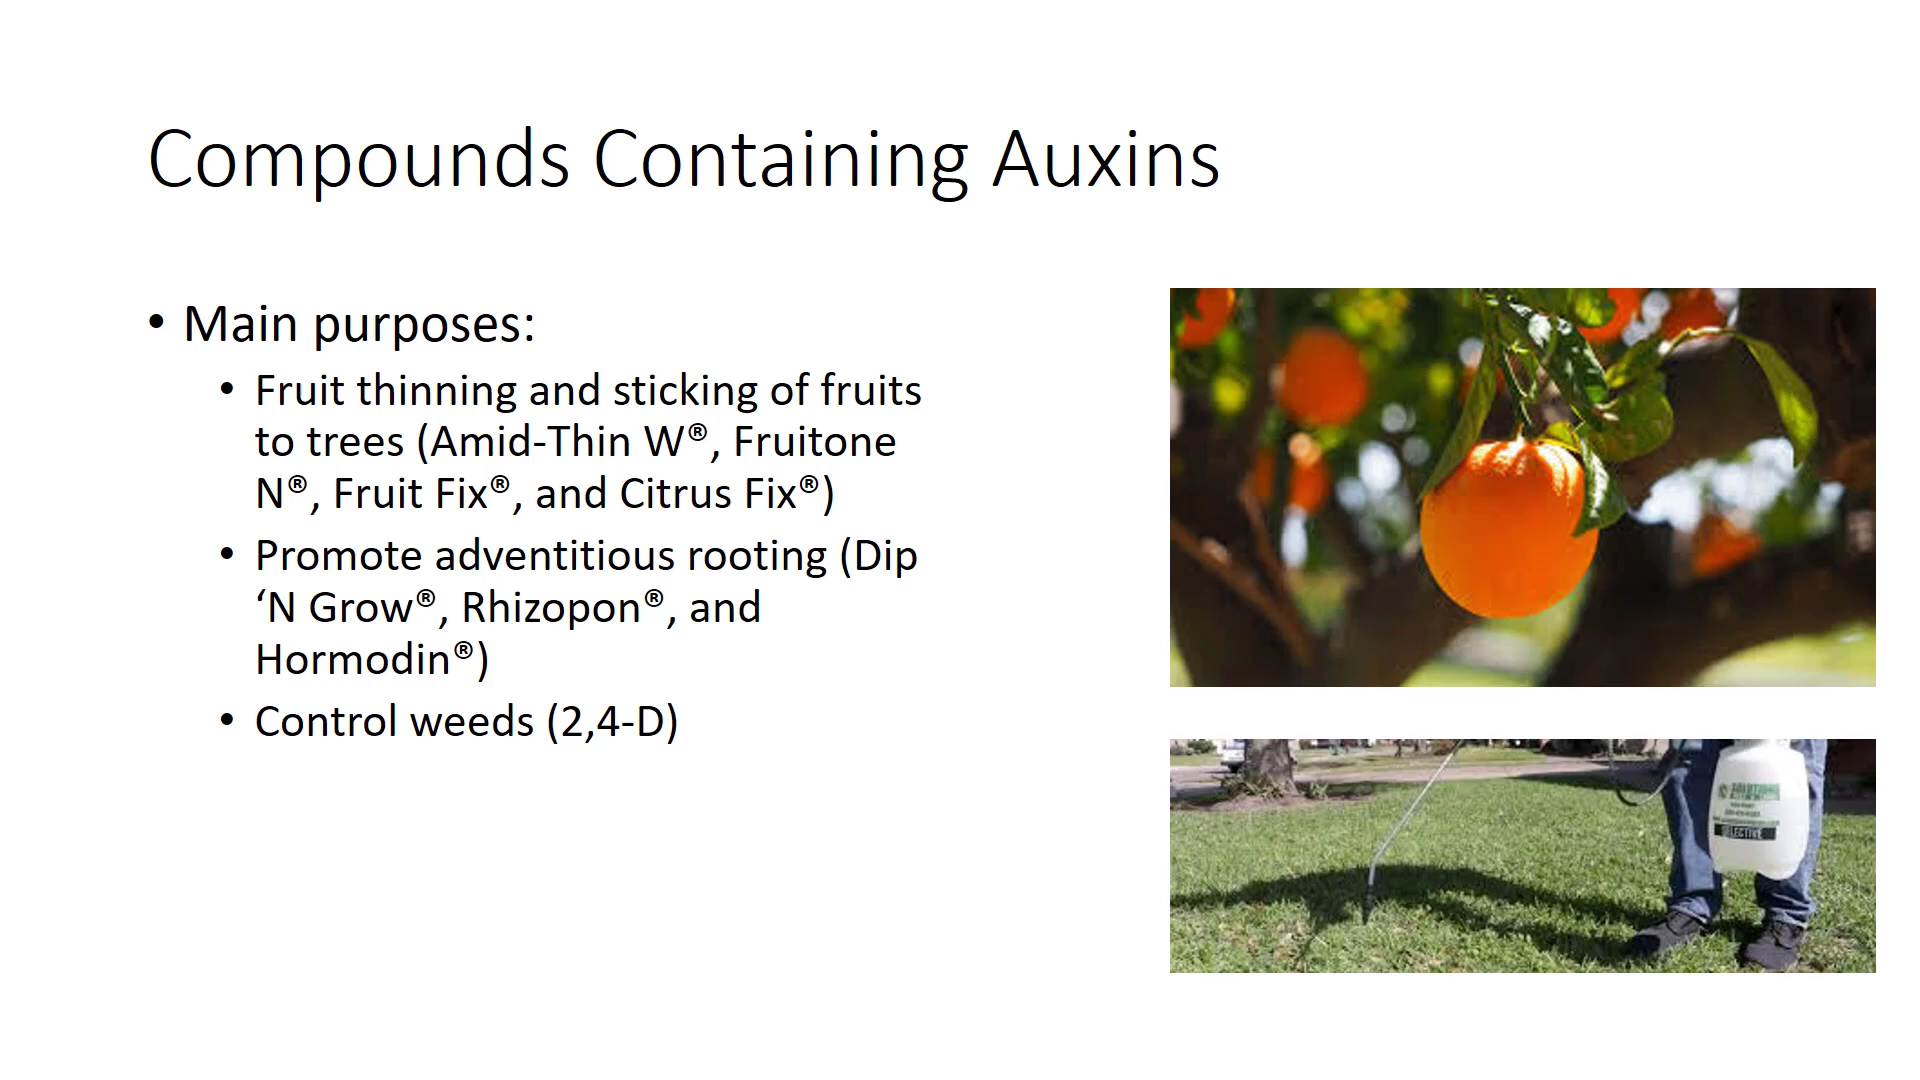 Compounds Containing Auxins
• Main purposes:
• Fruit thinning and sticking of fruits
to trees (Amid-Thin W®, Fruitone
N®, Fruit Fix®, and Citrus Fix®)
• Promote adventitious rooting (Dip
‘N Grow®, Rhizopon®, and
Hormodin®)
• Control weeds (2,4-D)
SOLUTIONS
SELECTIVE